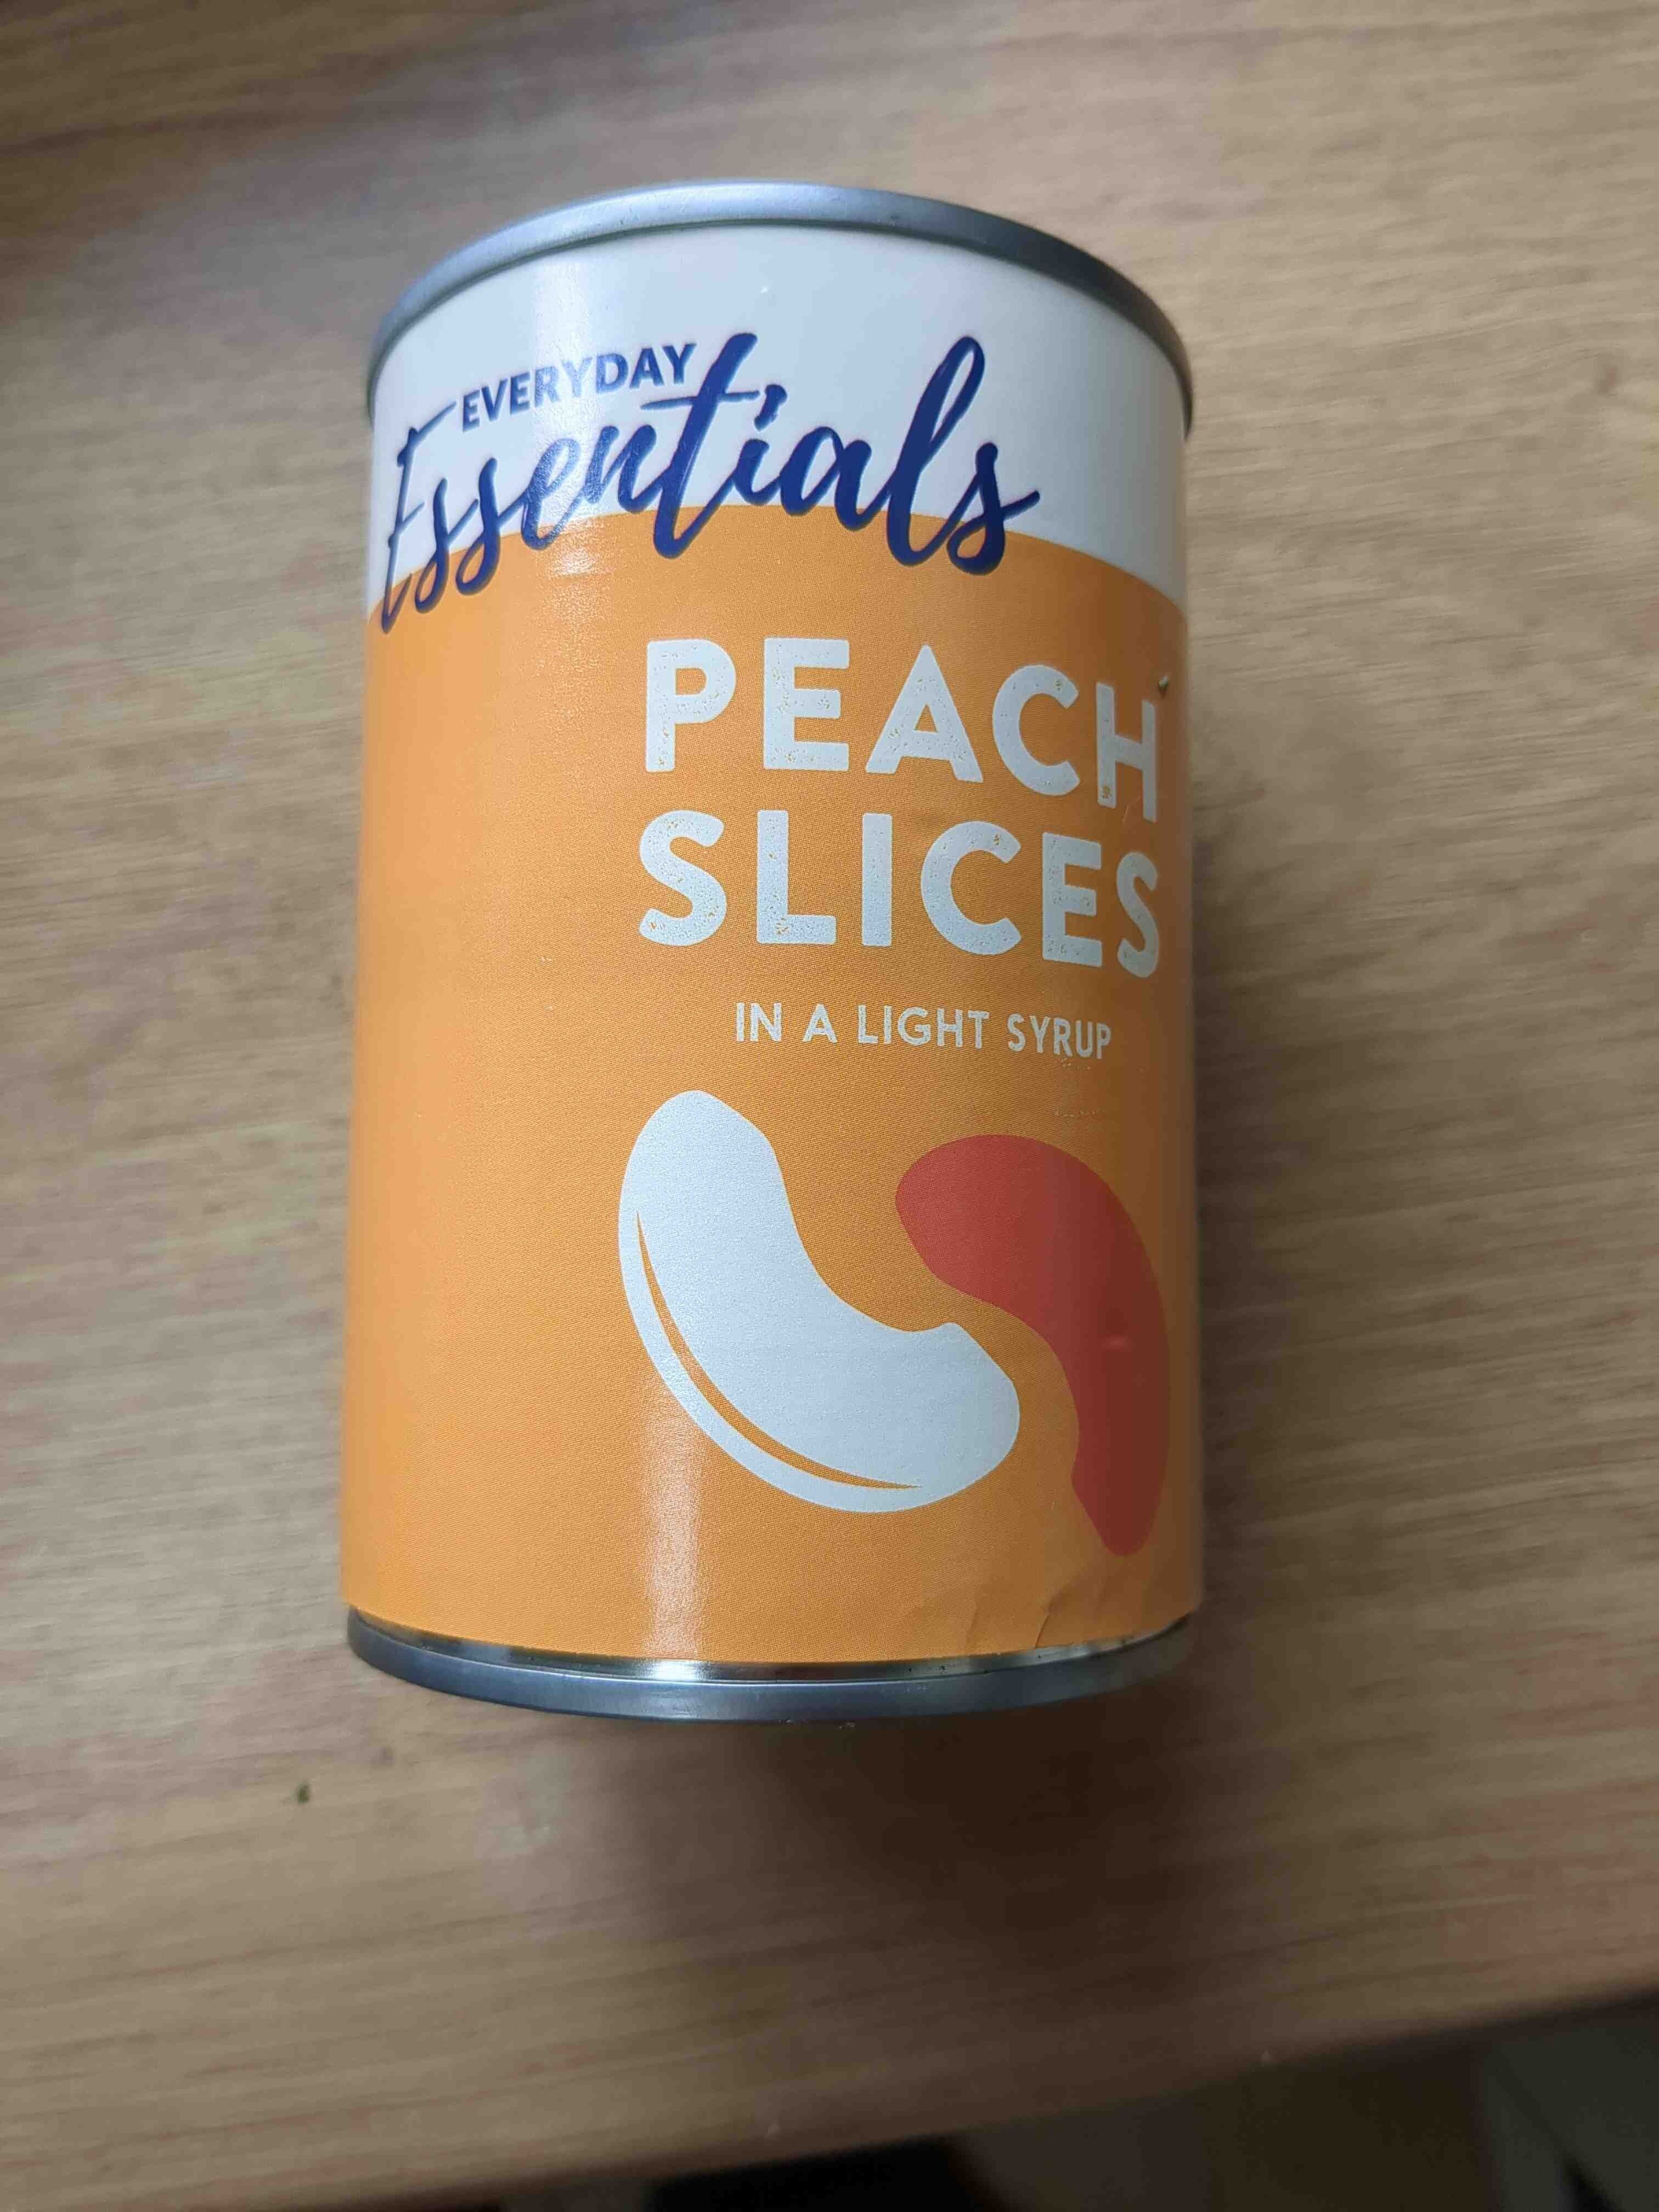 EVERYDAY
Essentials
PEACH
SLICES
IN A LIGHT SYRUP